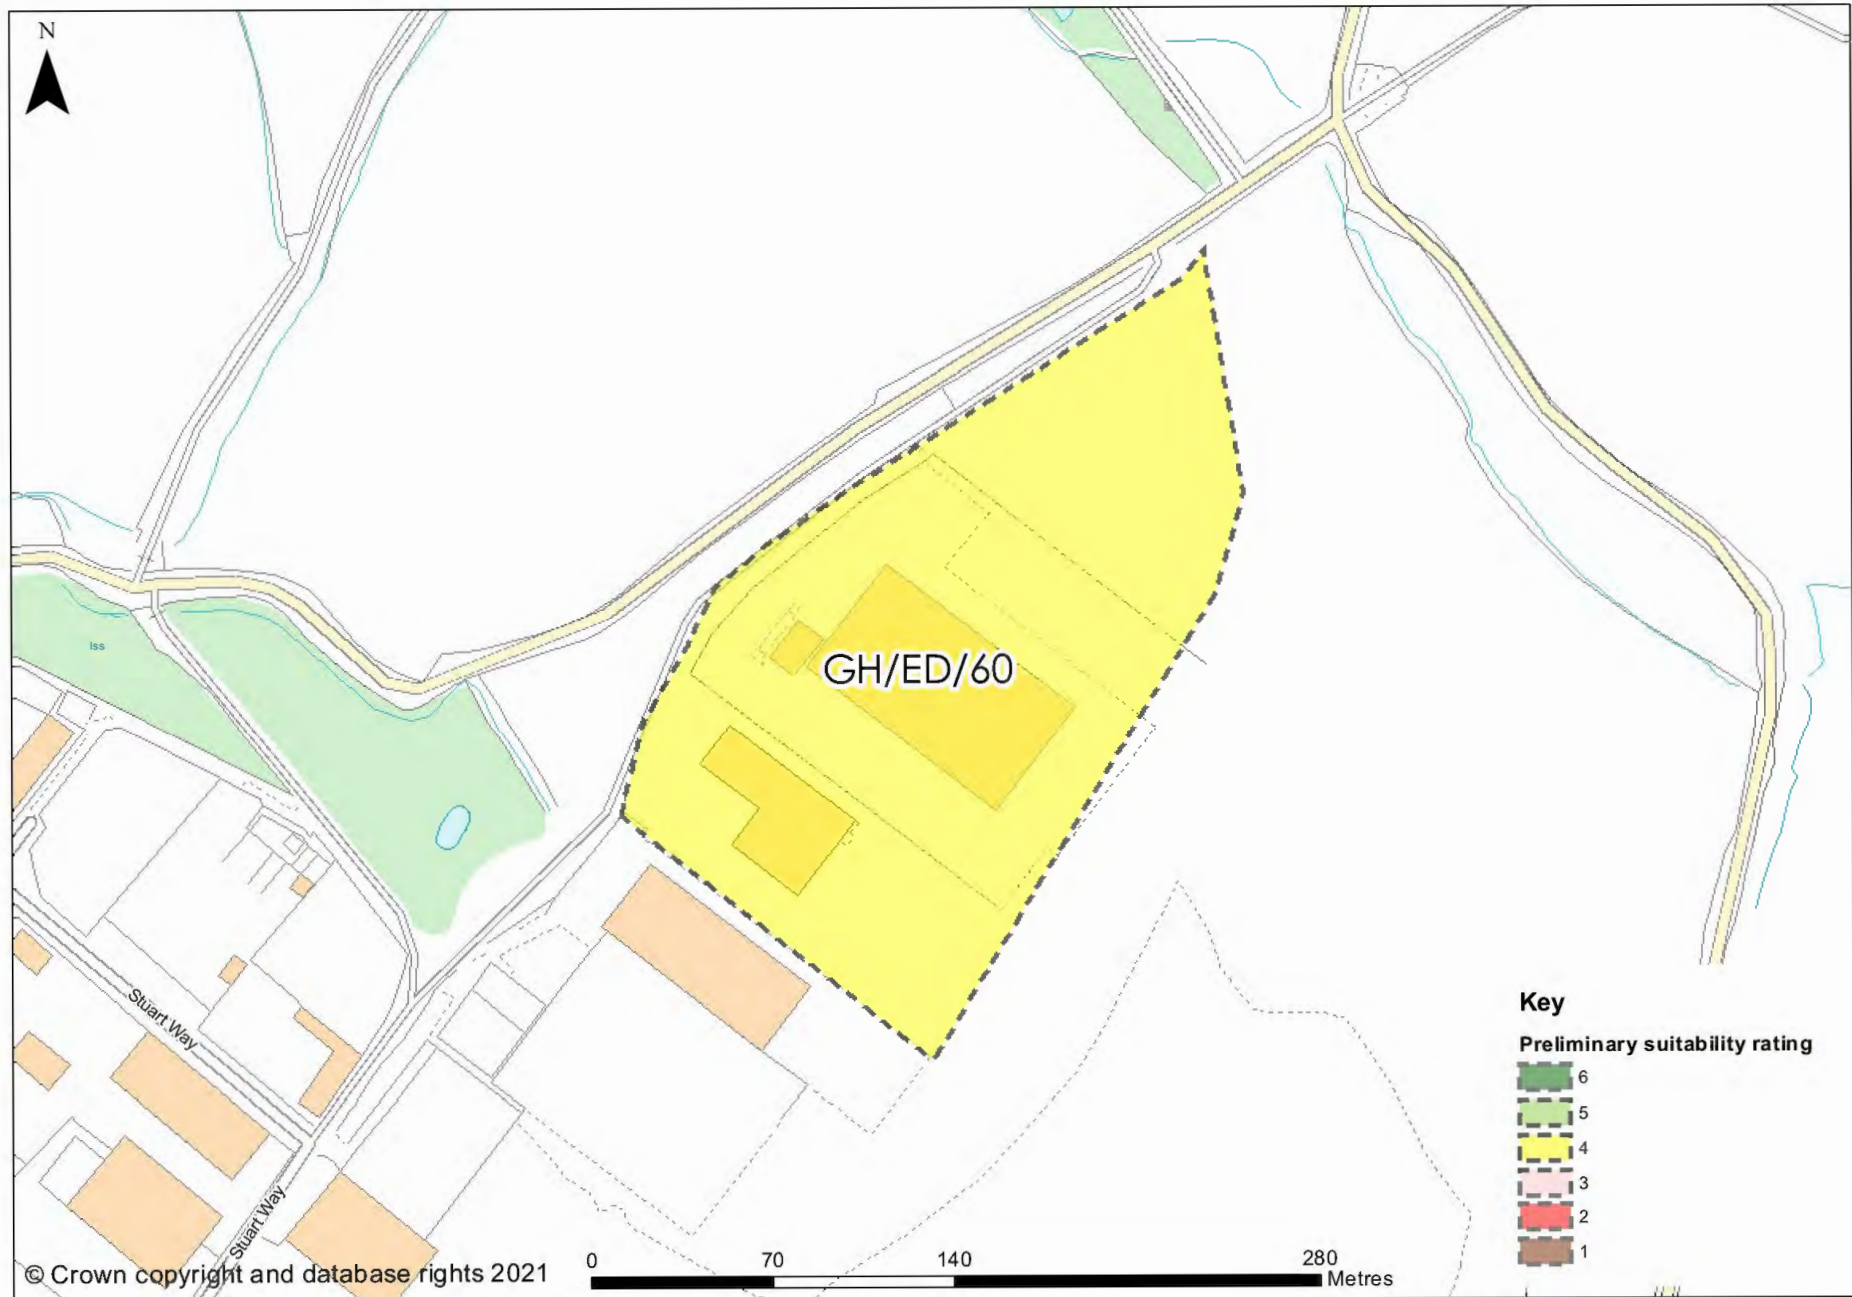 N
Iss
GH/ED/60
Stuart Way
Stuart Way
Key
Preliminary suitability rating
6
5
4
3
2
1
© Crown copyright and database rights 2021
0 70 140 280
Metres